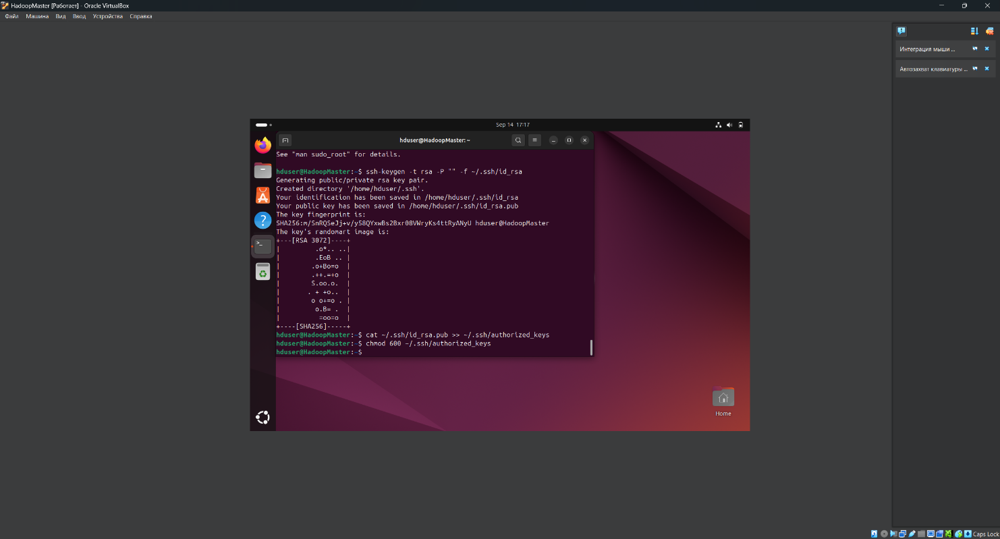 HadoopMaster [Работает] - Oracle VirtualBox
Файл Машина Вид Ввод Устройства Справка
Интеграция мыши ...
Автозахват клавиатуры ...
Sep 14 17:17
hduser@HadoopMaster: ~
See "man sudo_root" for details.
hduser@HadoopMaster:~$ ssh-keygen -t rsa -P "" -f ~/.ssh/id_rsa
Generating public/private rsa key pair.
Created directory '/home/hduser/.ssh'.
Your identification has been saved in /home/hduser/.ssh/id_rsa
Your public key has been saved in /home/hduser/.ssh/id_rsa.pub
The key fingerprint is:
SHA256:m/SnRQSeJj+v/y58QYxwBs2Bxr08VWryKs4ttRyANyU hduser@HadoopMaster
The key's randomart image is:
+---[RSA 3072]----+
|         .o*.. ..|
|         .EoB .. |
|        .o+Bo=o  |
|        .++.=+o  |
|        S.oo.o.  |
|       . + +o..  |
|        o o+=o . |
|         o.B= .  |
|          =oo=o  |
+----[SHA256]-----+
hduser@HadoopMaster:~$ cat ~/.ssh/id_rsa.pub >> ~/.ssh/authorized_keys
hduser@HadoopMaster:~$ chmod 600 ~/.ssh/authorized_keys
hduser@HadoopMaster:~$
Home
Caps Lock